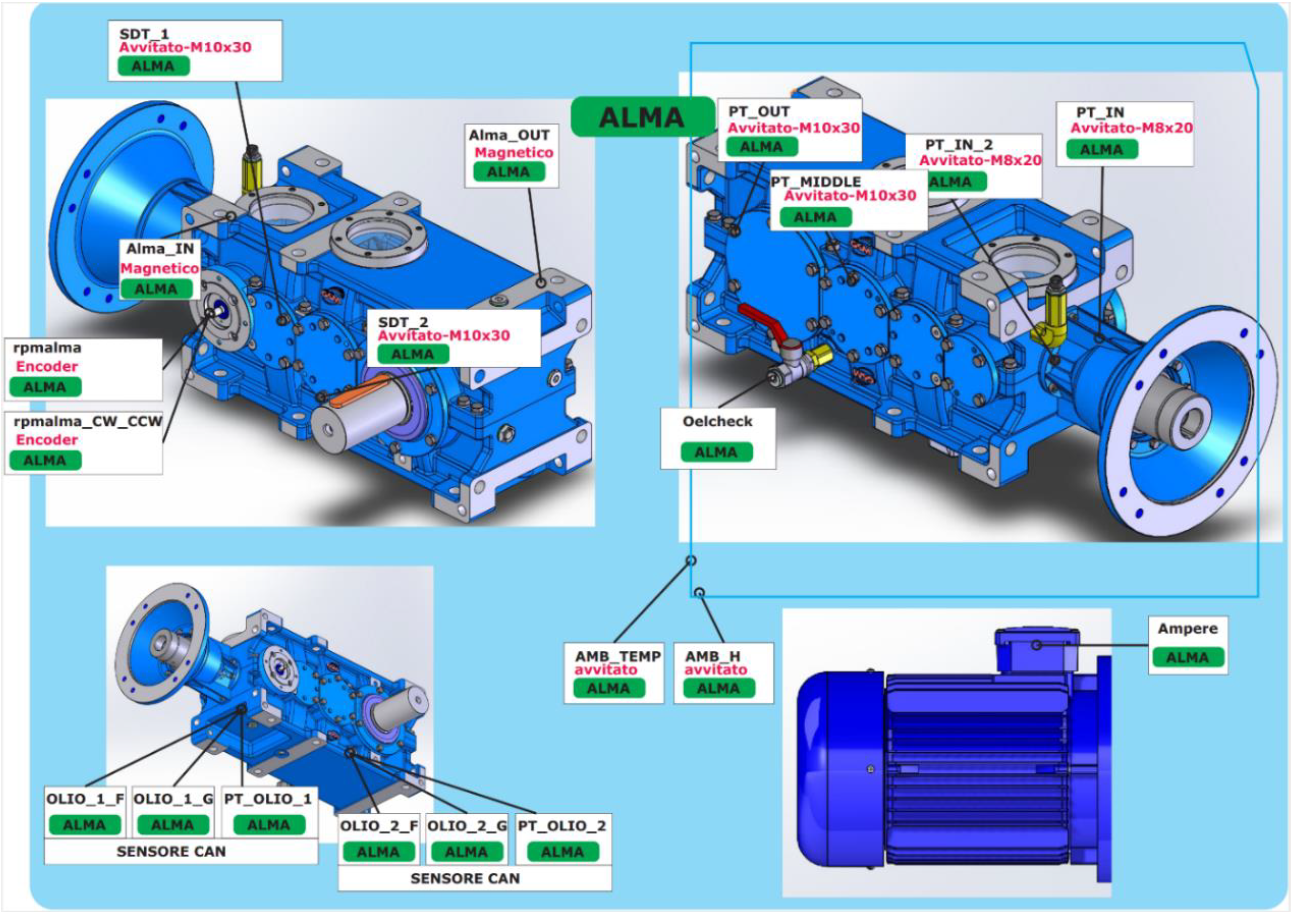 SDT_1
Avvitato-M10x30
ALMA
Alma_OUT
Magnetico
ALMA
Alma_IN
Magnetico
ALMA
SDT_2
Avvitato-M10x30
ALMA
rpmalma
Encoder
ALMA
rpmalma_CW_CCW
Encoder
ALMA
ALMA
PT_OUT
Avvitato-M10x30
ALMA
PT_IN_2
Avvitato-M8x20
ALMA
PT_IN
Avvitato-M8x20
ALMA
PT_MIDDLE
Avvitato-M10x30
ALMA
Oelcheck
ALMA
AMB_TEMP
avvitato
ALMA
AMB_H
avvitato
ALMA
Ampere
ALMA
OLIO_1_F
ALMA
OLIO_1_G
ALMA
PT_OLIO_1
ALMA
SENSORE CAN
OLIO_2_F
ALMA
OLIO_2_G
ALMA
PT_OLIO_2
ALMA
SENSORE CAN